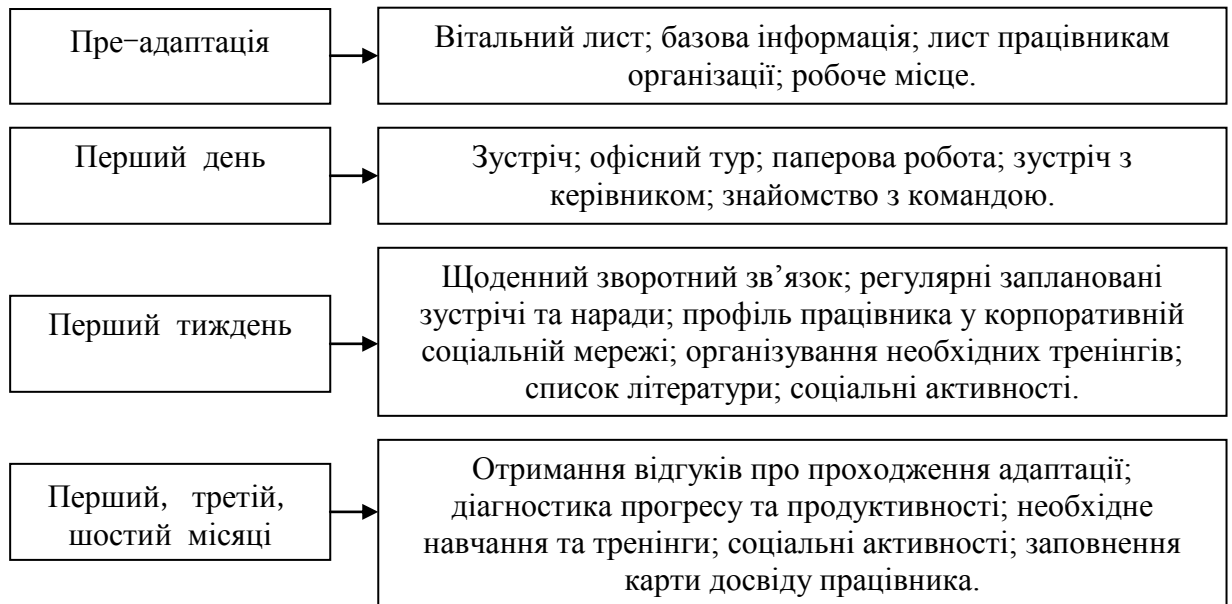 Пре-адаптація
Вітальний лист; базова інформація; лист працівникам
організації; робоче місце.
Перший день
Зустріч; офісний тур; паперова робота; зустріч з
керівником; знайомство з командою.
Перший тиждень
Щоденний зворотний зв’язок; регулярні заплановані
зустрічі та наради; профіль працівника у корпоративній
соціальній мережі; організування необхідних тренінгів;
список літератури; соціальні активності.
Перший, третій,
шостий місяці
Отримання відгуків про проходження адаптації;
діагностика прогресу та продуктивності; необхідне
навчання та тренінги; соціальні активності; заповнення
карти досвіду працівника.